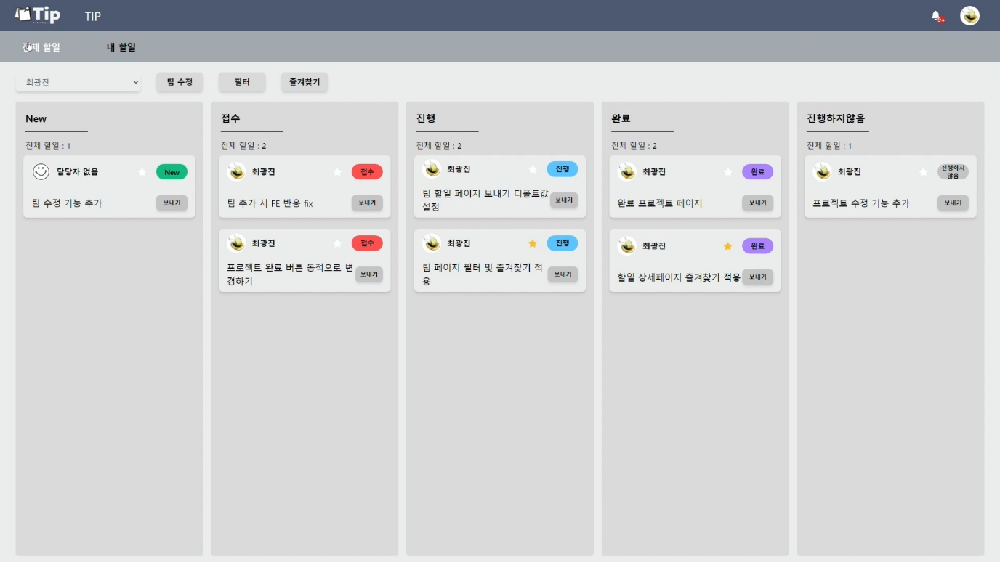 Tip
TIP
9+
전체 할일
내 할일
최광진
팀 수정
필터
즐겨찾기
New
전체 할일 : 1
담당자 없음
New
팀 수정 기능 추가
보내기
접수
전체 할일 : 2
최광진
접수
팀 추가 시 FE 반응 fix
보내기
최광진
접수
프로젝트 완료 버튼 동적으로 변
경하기
보내기
진행
전체 할일 : 2
최광진
진행
팀 할일 페이지 보내기 디폴트값
설정
보내기
최광진
진행
팀 페이지 필터 및 즐겨찾기 적
용
보내기
완료
전체 할일 : 2
최광진
완료
완료 프로젝트 페이지
보내기
최광진
완료
할일 상세페이지 즐겨찾기 적용
보내기
진행하지않음
전체 할일 : 1
최광진
진행하지
않음
프로젝트 수정 기능 추가
보내기